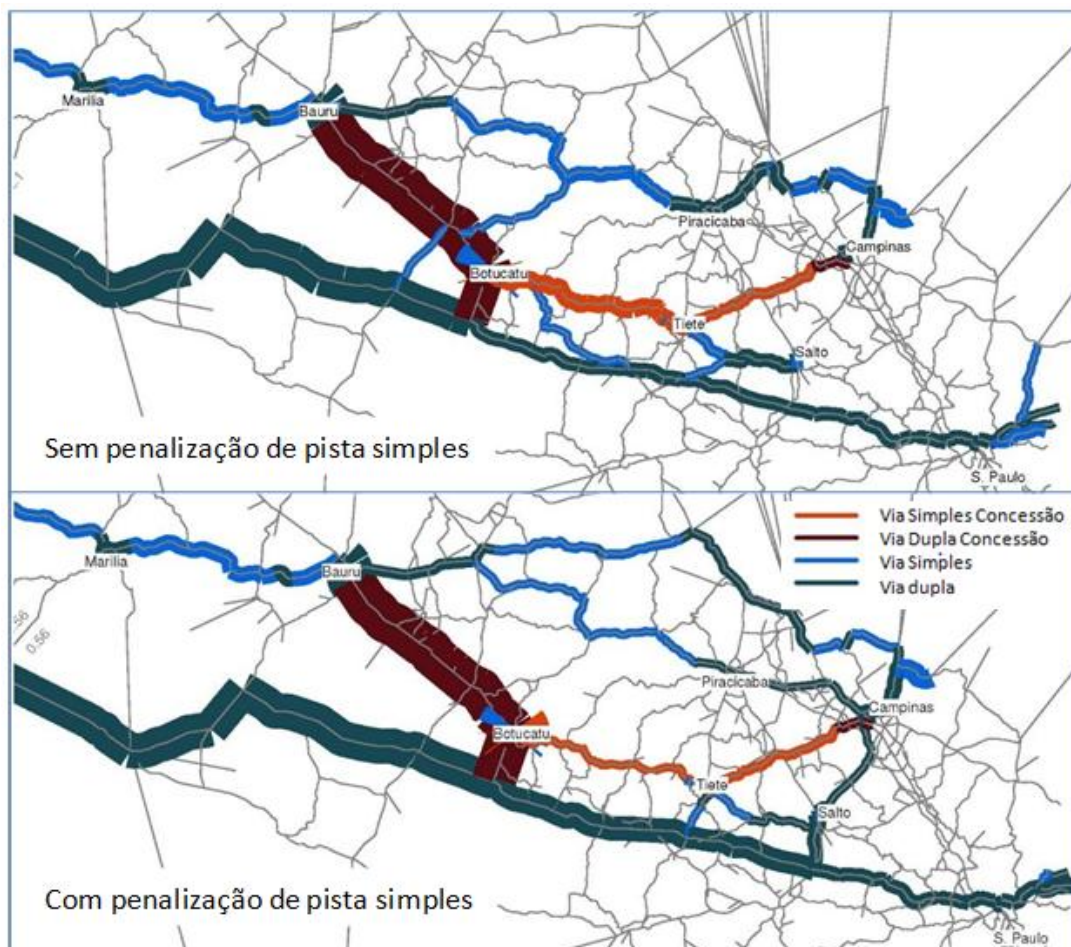 Marilia
Bauru
Piracicaba
Campinas
Botucatu
Tiete
Salto
S. Paulo
Sem penalização de pista simples
Via Simples Concessão
Via Dupla Concessão
Via Simples
Via dupla
Marilia
Bauru
0.56
Piracicaba
Campinas
Botucatu
Tiete
Salto
S. Paulo
Com penalização de pista simples